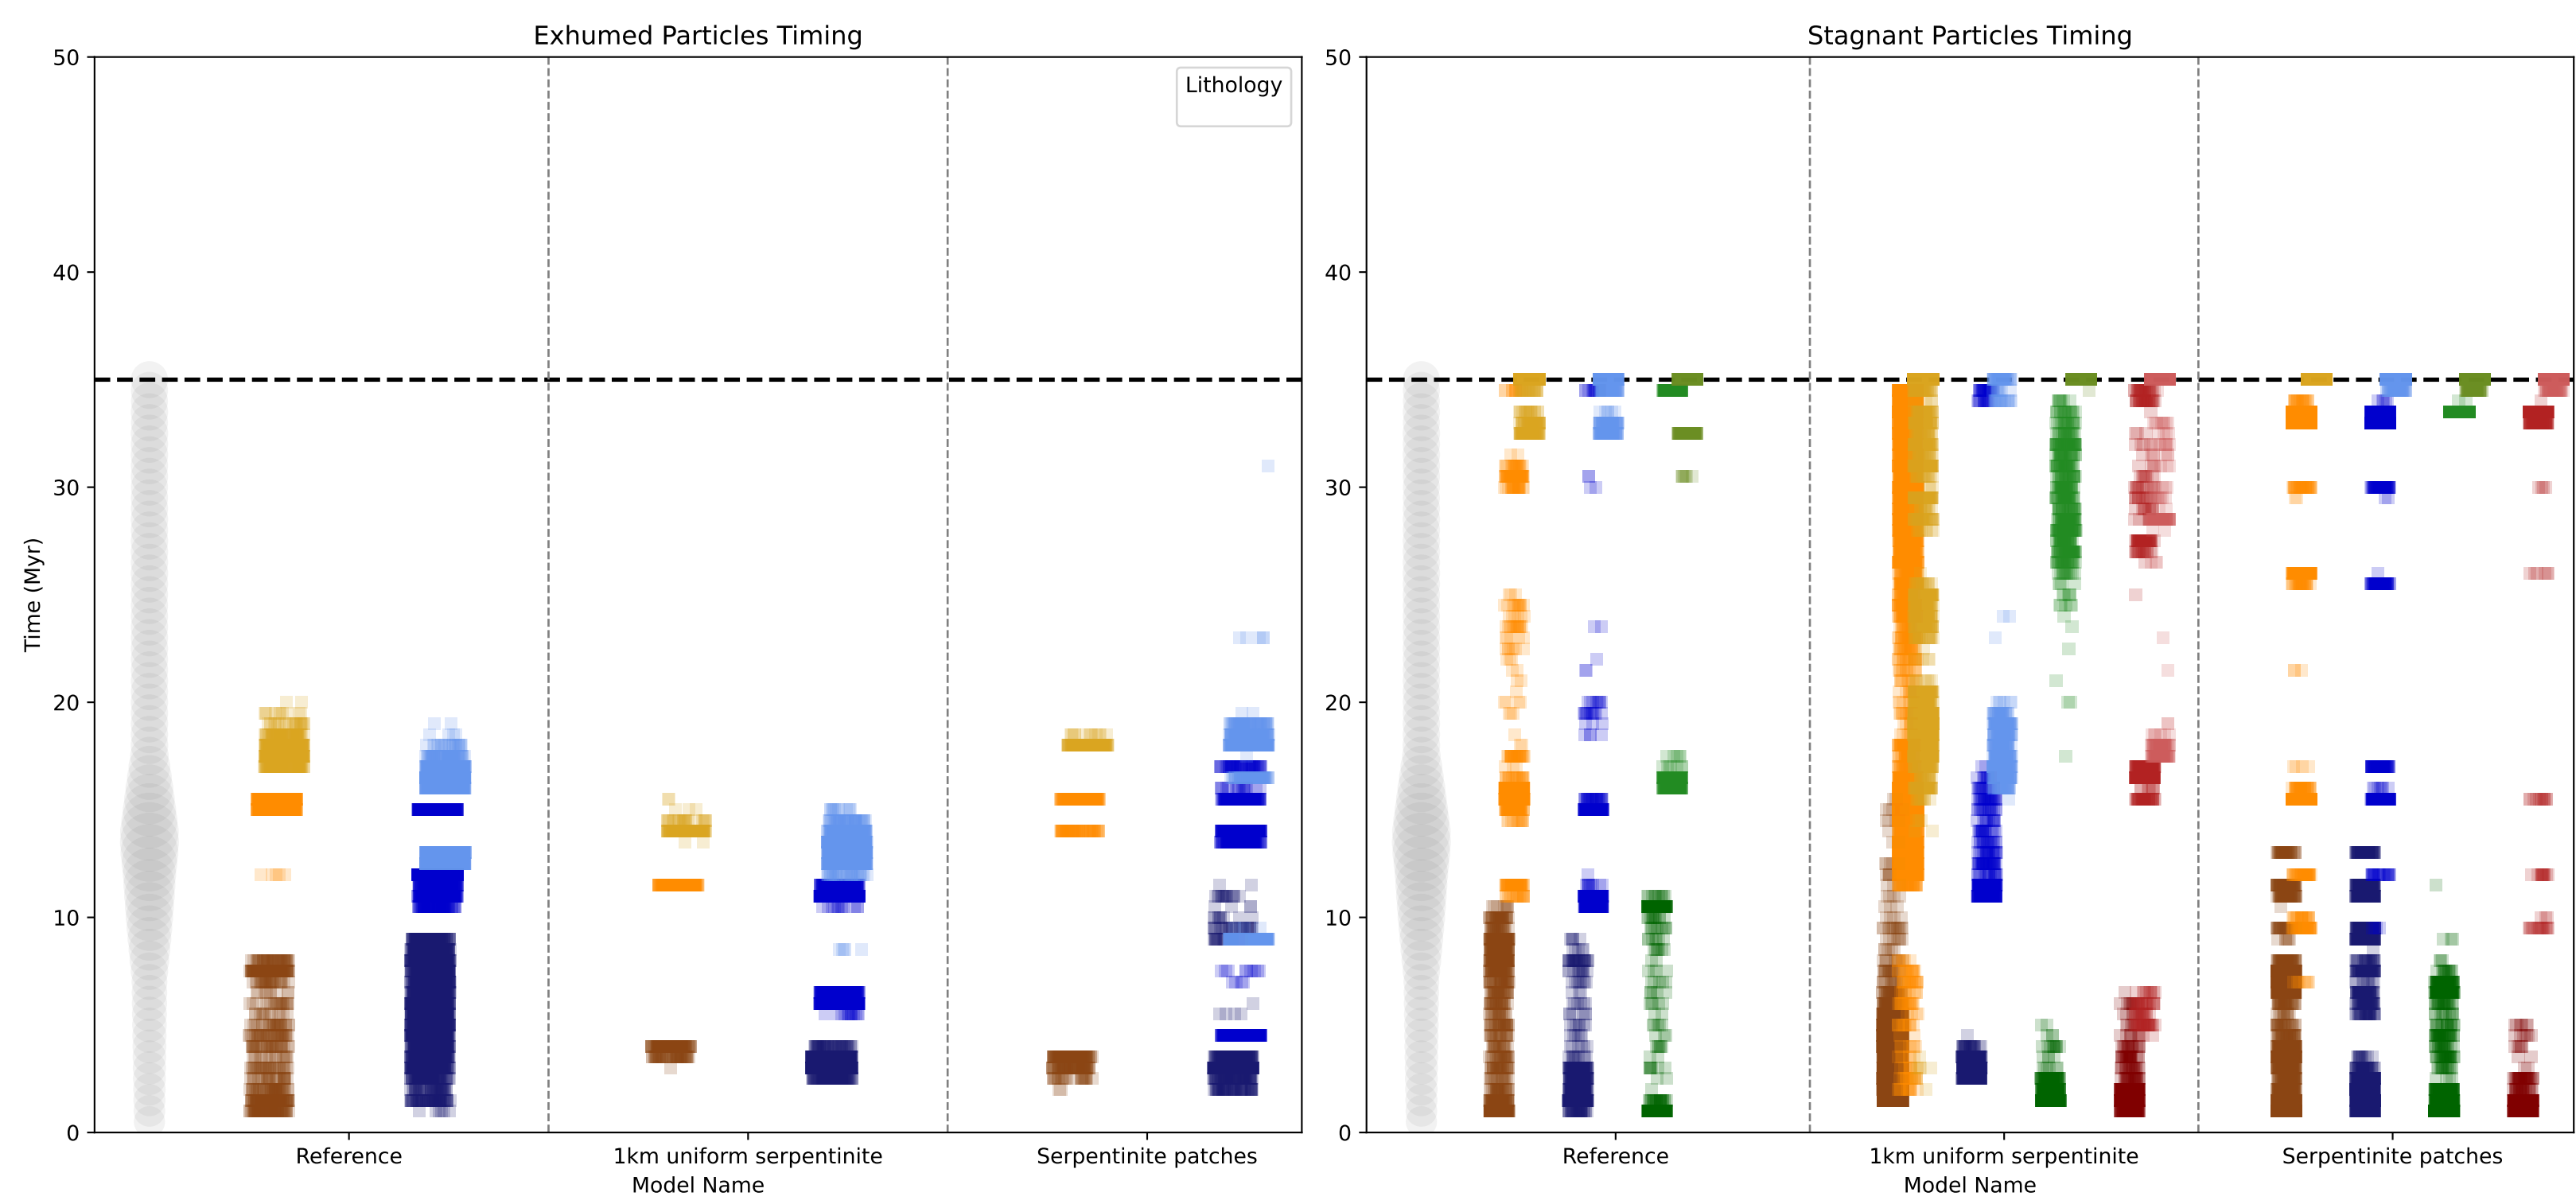 Exhumed Particles Timing
50
40
30
20
10
0
Time (Myr)
Lithology
Reference
1km uniform serpentinite
Serpentinite patches
Model Name
Stagnant Particles Timing
50
40
30
20
10
0
Reference
1km uniform serpentinite
Serpentinite patches
Model Name